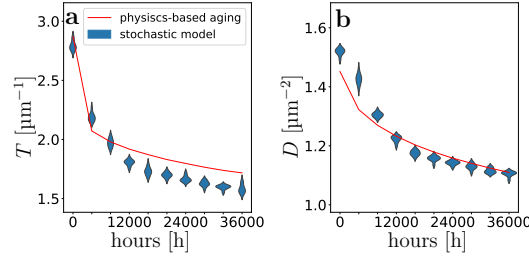 a
physiscs-based aging
stochastic model
3.0
2.5
2.0
1.5
T [µm⁻¹]
0 12000 24000 36000
hours [h]
b
1.6
1.4
1.2
1.0
D [µm⁻²]
0 12000 24000 36000
hours [h]